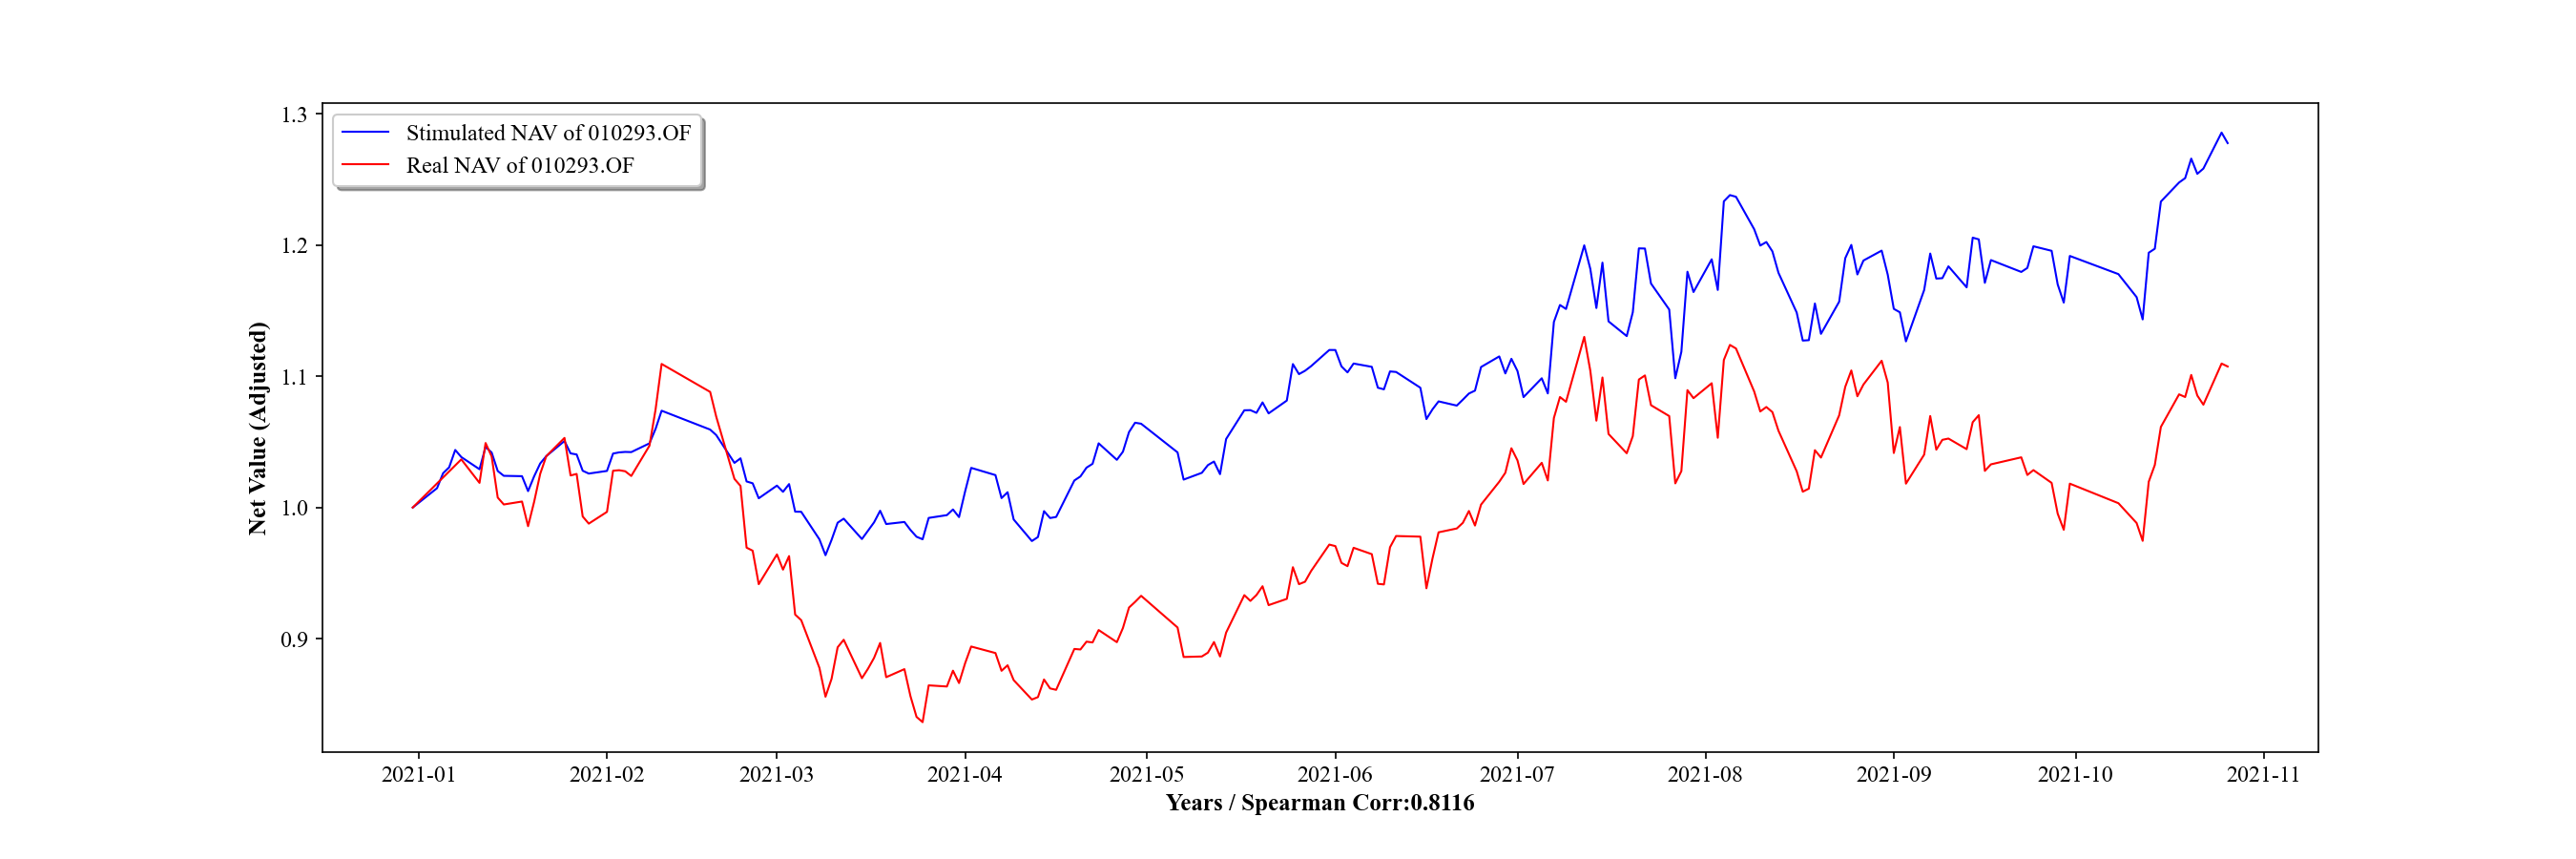 1.3
1.2
1.1
1.0
0.9
Net Value (Adjusted)
Stimulated NAV of 010293.OF
Real NAV of 010293.OF
2021-01 2021-02 2021-03 2021-04 2021-05 2021-06 2021-07 2021-08 2021-09 2021-10 2021-11
Years / Spearman Corr:0.8116